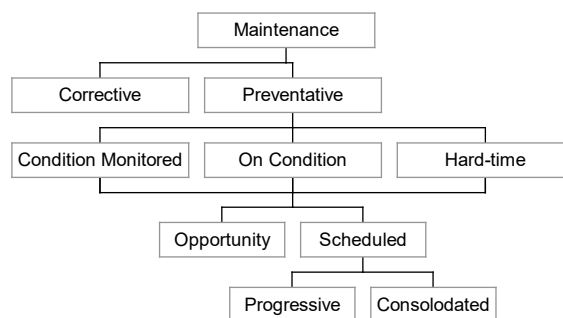 Maintenance
Corrective
Preventative
Condition Monitored
On Condition
Hard-time
Opportunity
Scheduled
Progressive
Consolodated